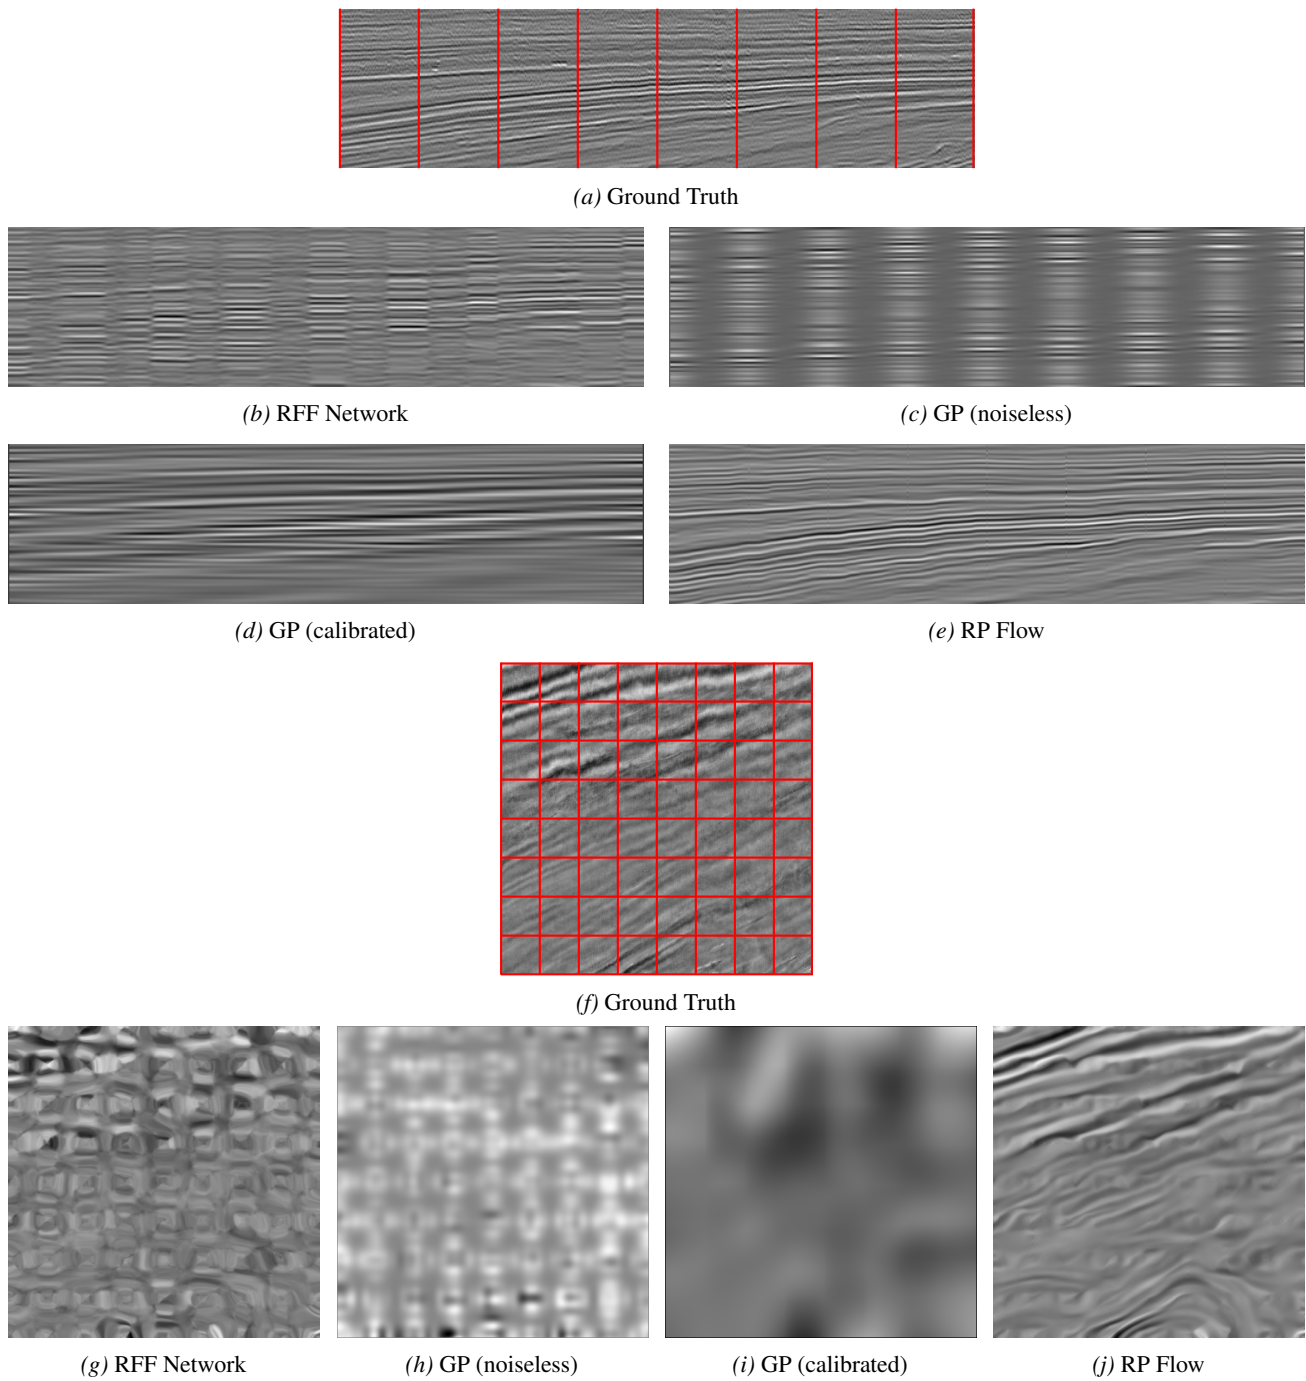 (a) Ground Truth
(b) RFF Network
(c) GP (noiseless)
(d) GP (calibrated)
(e) RP Flow
(f) Ground Truth
(g) RFF Network
(h) GP (noiseless)
(i) GP (calibrated)
(j) RP Flow